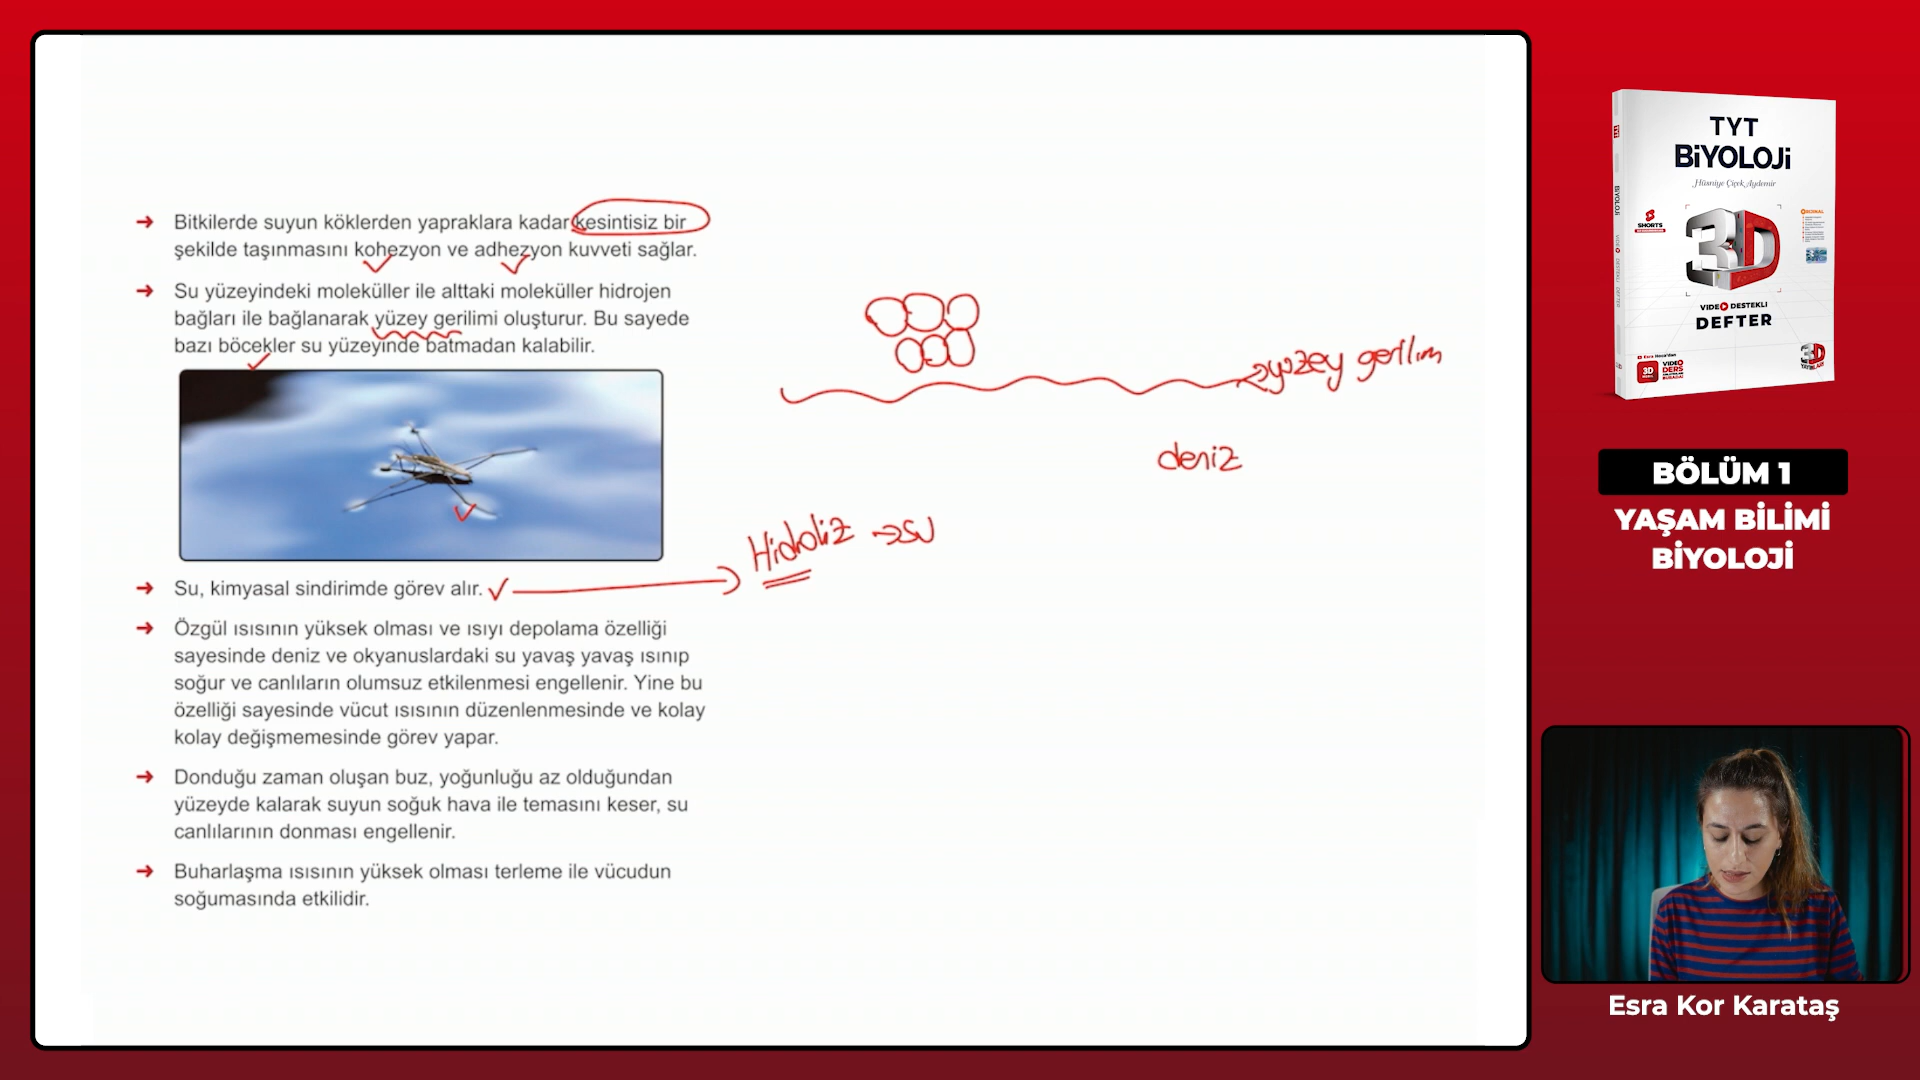 Bitkilerde suyun köklerden yapraklara kadar kesintisiz bir
şekilde taşınmasını kohezyon ve adhezyon kuvveti sağlar.
Su yüzeyindeki moleküller ile alttaki moleküller hidrojen
bağları ile bağlanarak yüzey gerilimi oluşturur. Bu sayede
bazı böcekler su yüzeyinde batmadan kalabilir.
yüzey gerilim
deniz
Hidroliz → su
Su, kimyasal sindirimde görev alır.
Özgül ısısının yüksek olması ve ısıyı depolama özelliği
sayesinde deniz ve okyanuslardaki su yavaş yavaş ısınıp
soğur ve canlıların olumsuz etkilenmesi engellenir. Yine bu
özelliği sayesinde vücut ısısının düzenlenmesinde ve kolay
kolay değişmemesinde görev yapar.
Donduğu zaman oluşan buz, yoğunluğu az olduğundan
yüzeyde kalarak suyun soğuk hava ile temasını keser, su
canlılarının donması engellenir.
Buharlaşma ısısının yüksek olması terleme ile vücudun
soğumasında etkilidir.
TYT
BİYOLOJİ
Hüsniye Çiçek Aydemir
SHORTS
3D
VIDEO DESTEKLİ
DEFTER
BÖLÜM 1
YAŞAM BİLİMİ
BİYOLOJİ
Esra Kor Karataş